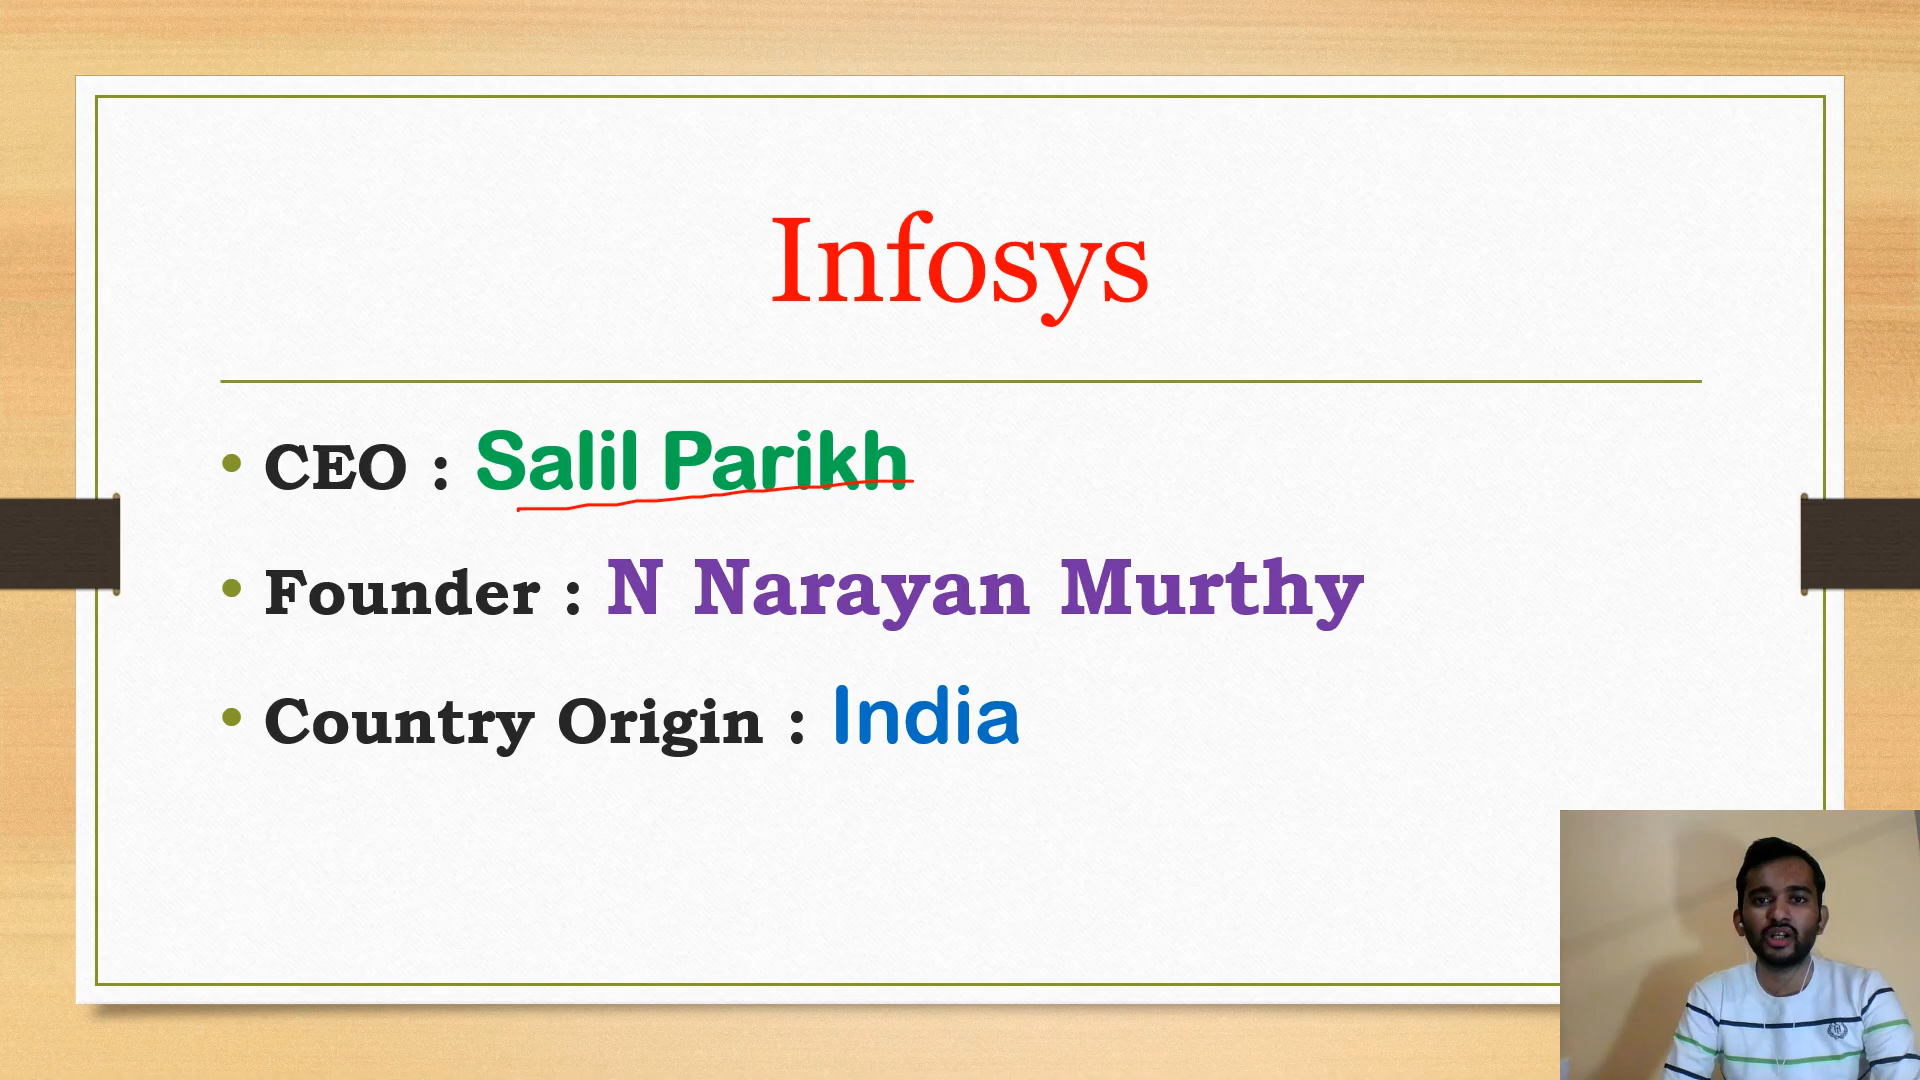 Infosys
• CEO : Salil Parikh
• Founder : N Narayan Murthy
• Country Origin : India